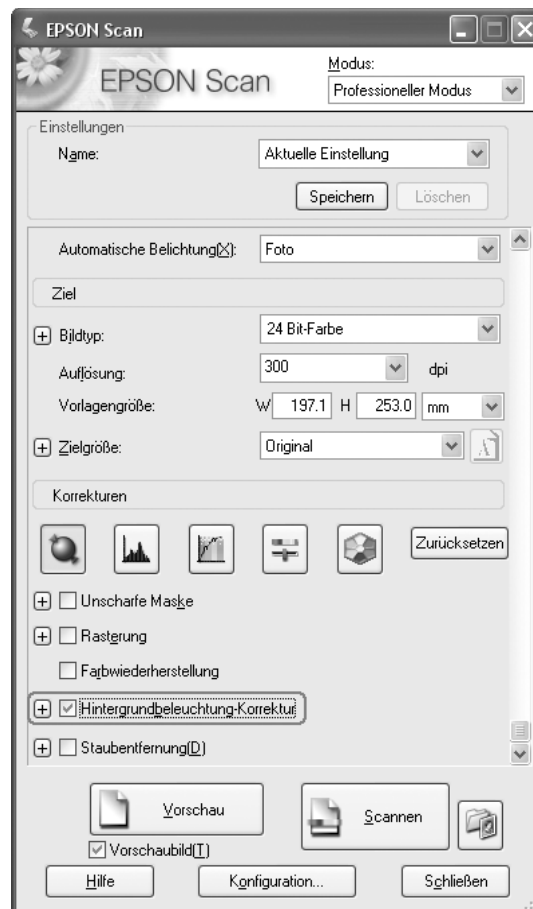 EPSON Scan
EPSON Scan
Modus:
Professioneller Modus
Einstellungen
Name:
Aktuelle Einstellung
Speichern
Löschen
Automatische Belichtung(X):
Foto
Ziel
Bildtyp:
24 Bit-Farbe
Auflösung:
300
dpi
Vorlagengröße:
W 197.1 H 253.0 mm
Zielgröße:
Original
Korrekturen
Zurücksetzen
Unscharfe Maske
Rasterung
Farbwiederherstellung
Hintergrundbeleuchtung-Korrektur
Staubentfernung(D)
Vorschau
Scannen
Vorschaubild(T)
Hilfe
Konfiguration...
Schließen